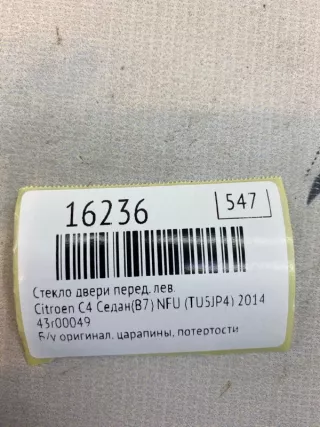 16236
547
Стекло двери перед. лев.
Citroen C4 Седан(B7) NFU (TU5JP4) 2014
43r00049
Б/у оригинал. царапины, потертости